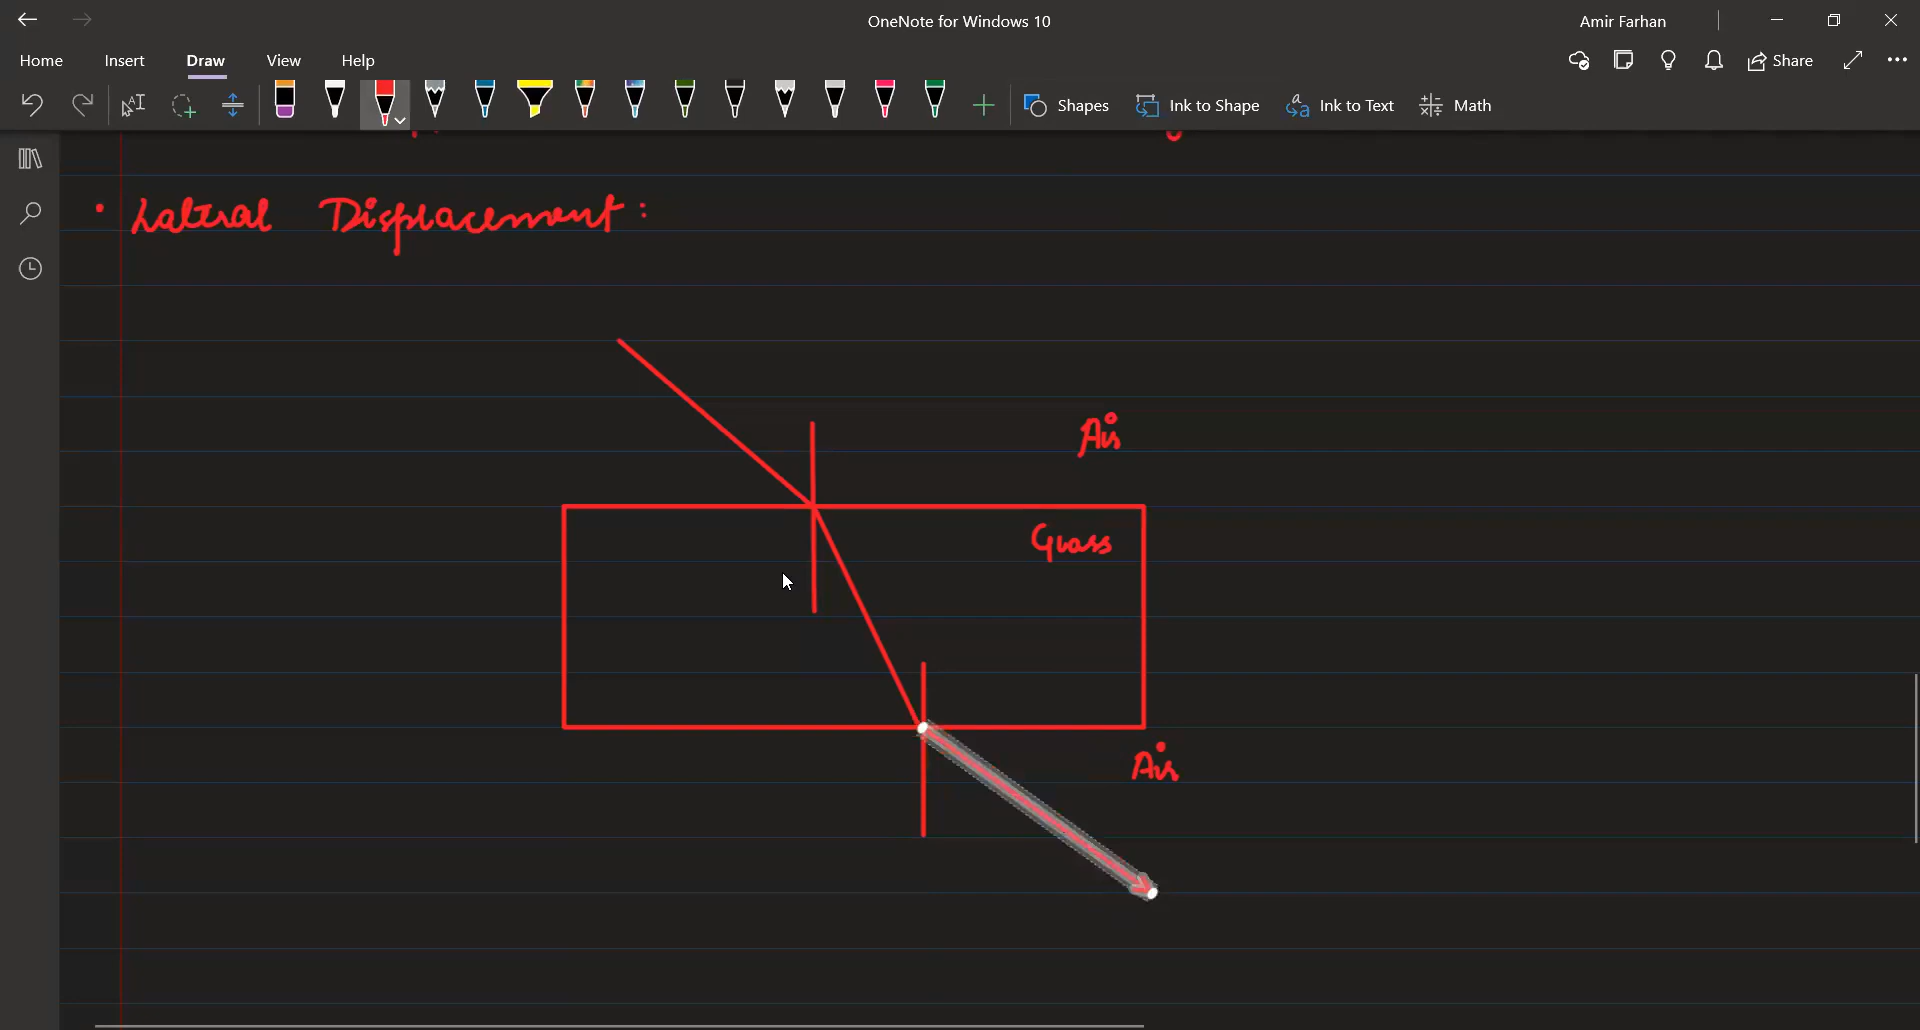 OneNote for Windows 10
Amir Farhan
Home Insert Draw View Help
Share
Shapes Ink to Shape Ink to Text Math
• Lateral Displacement :
Air
Glass
Air